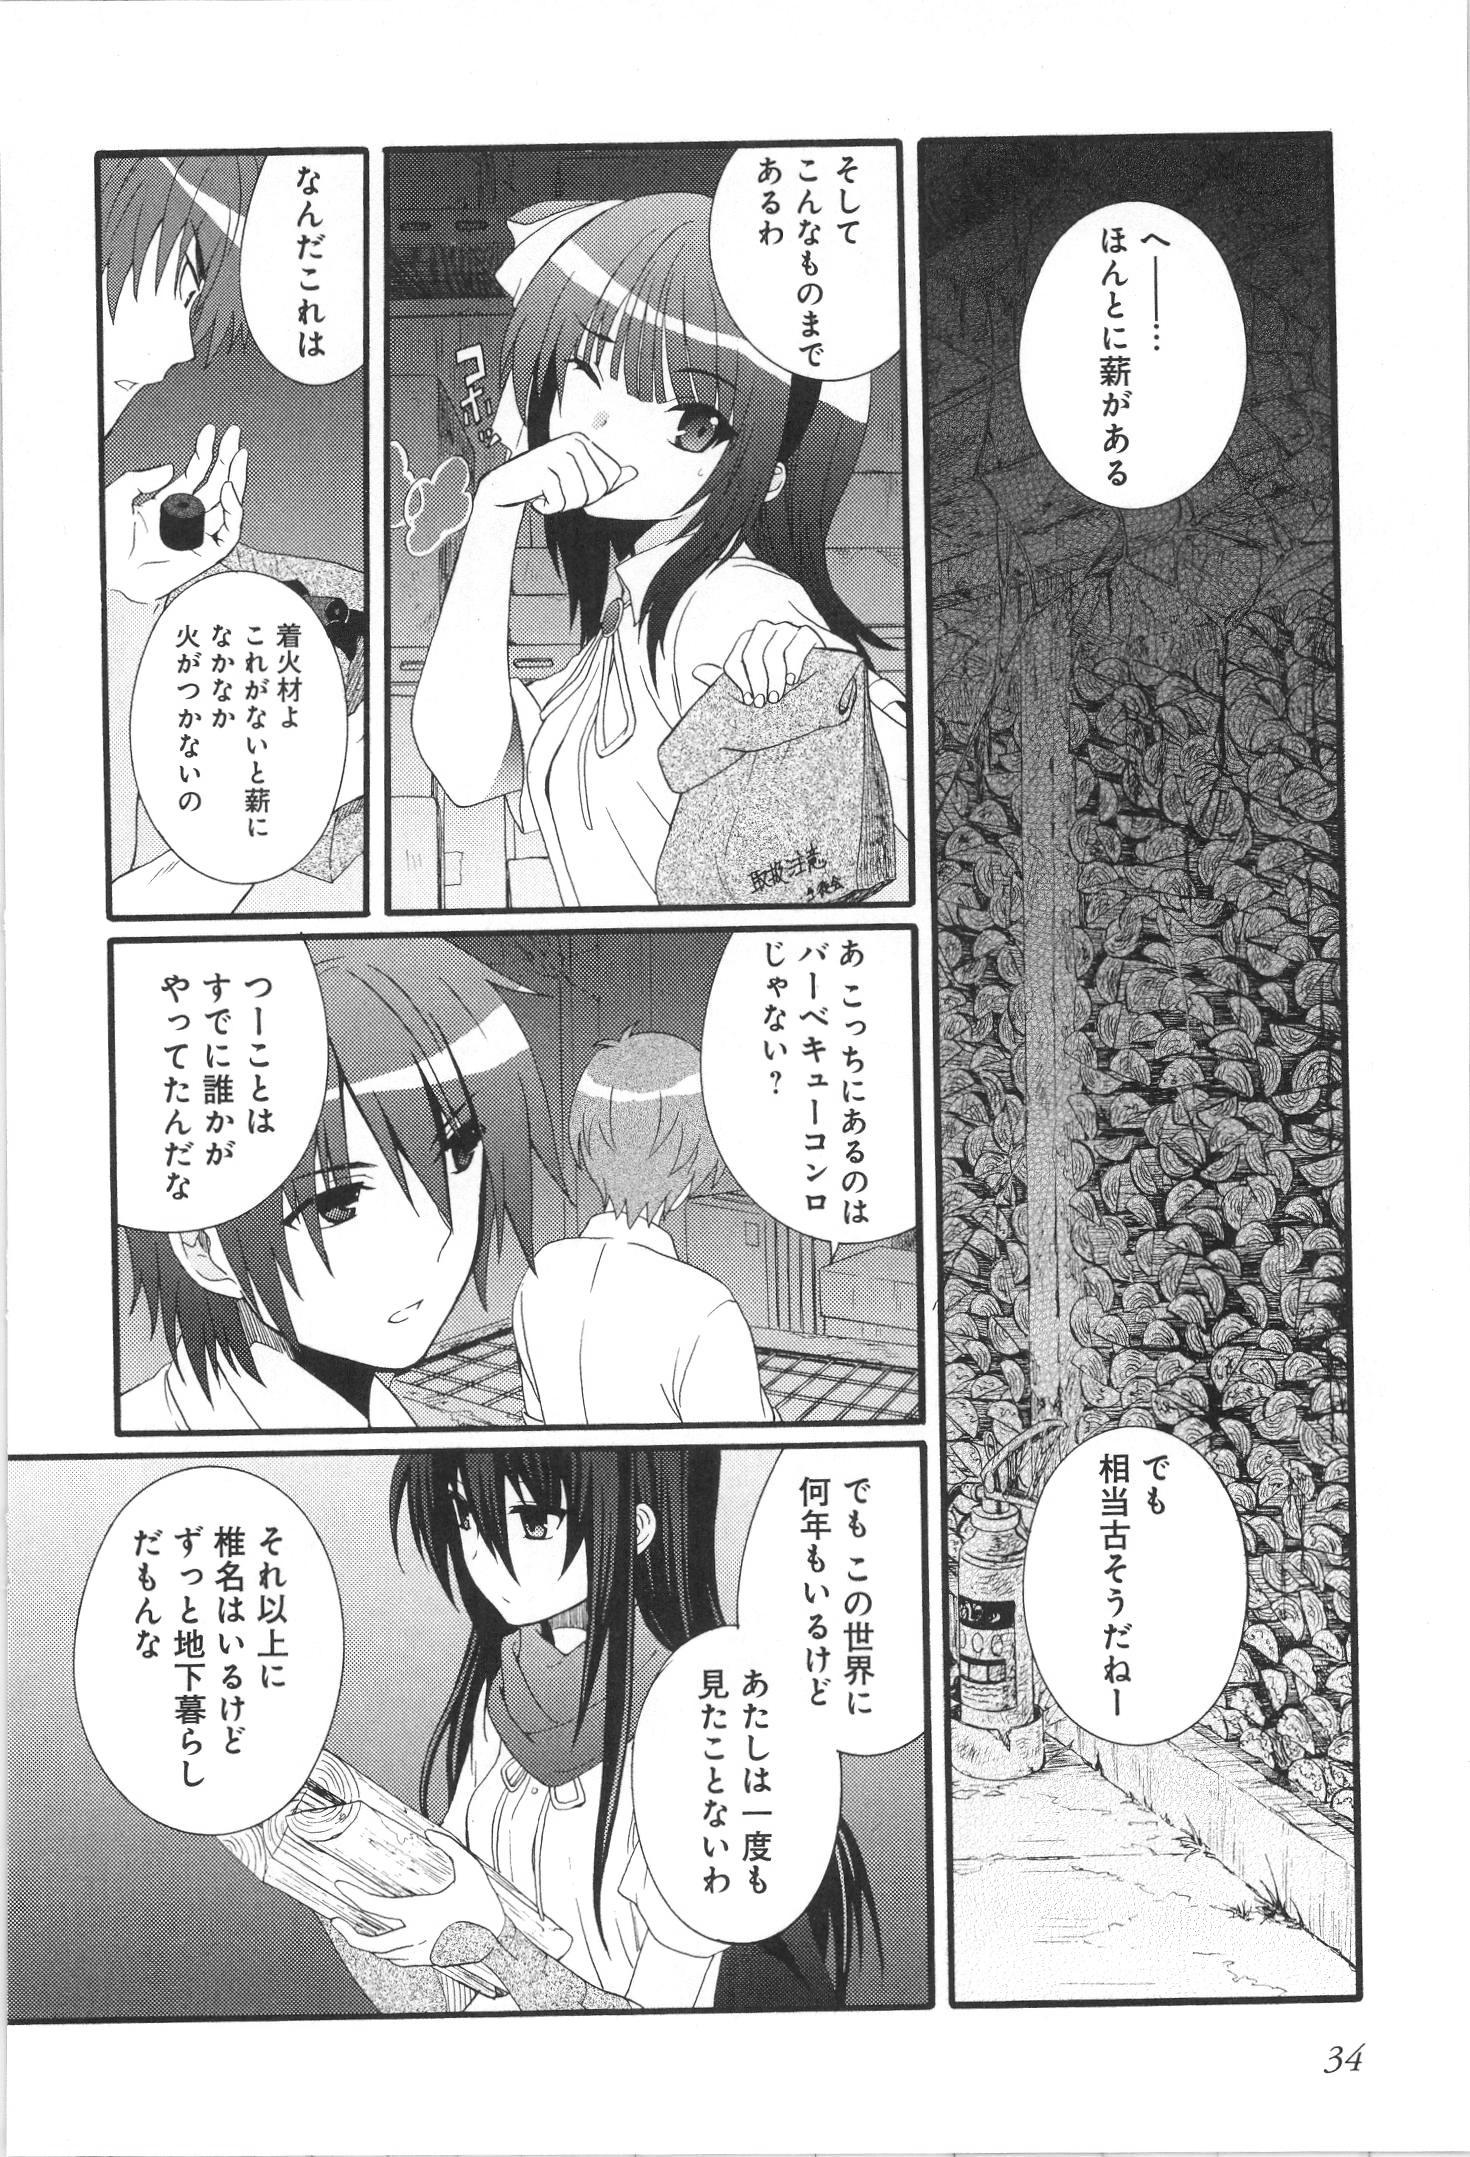 へ――…
ほんとに薪がある
でも
相当古そうだねー
そして
こんなものまで
あるわ
コホッ
取扱注意
生徒会
なんだこれは
着火材よ
これがないと薪に
なかなか
火がつかないの
あ こっちにあるのは
バーベキューコンロ
じゃない？
つーことは
すでに誰かが
やってたんだな
でも この世界に
何年もいるけど
あたしは一度も
見たことないわ
それ以上に
椎名はいるけど
ずっと地下暮らし
だもんな
34